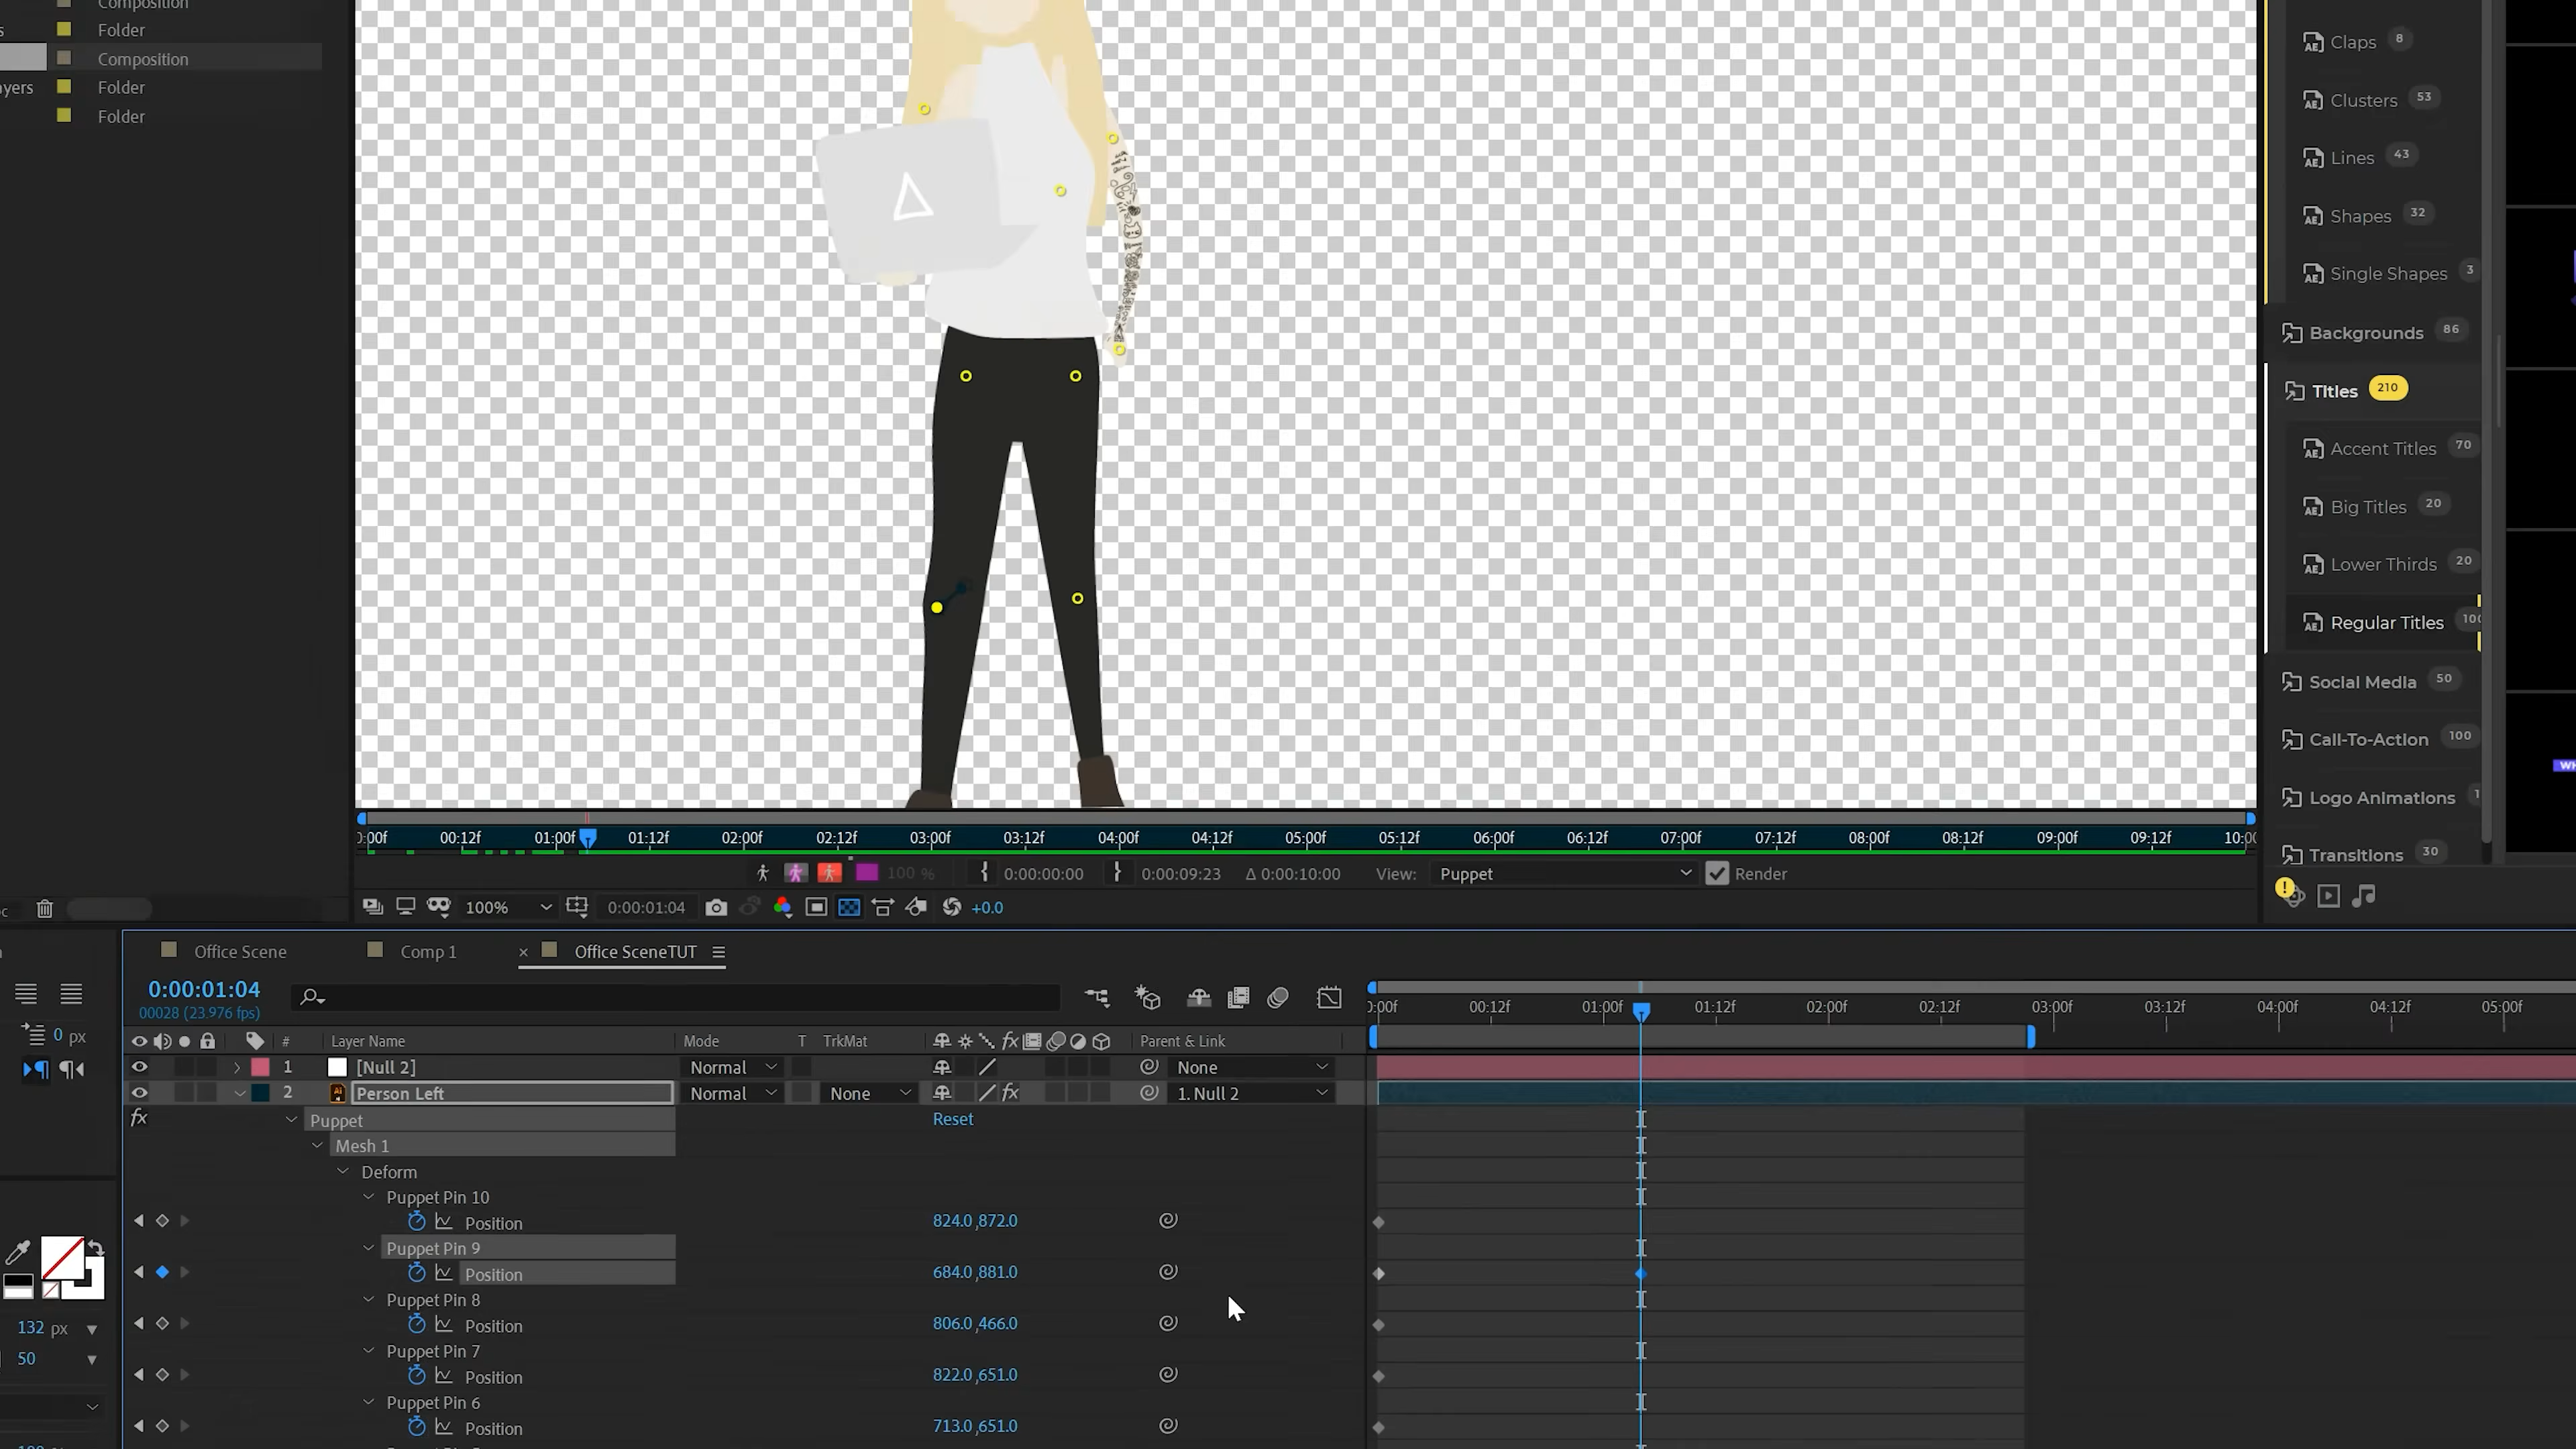 Composition
Folder
Composition
Folder
Folder
Claps 8
Clusters 53
Lines 43
Shapes 32
Single Shapes 3
Backgrounds 86
Titles 210
Accent Titles 70
Big Titles 20
Lower Thirds 20
Regular Titles
Social Media 50
Call-To-Action 100
Logo Animations 1
Transitions 30
00:12f 01:00f 01:12f 02:00f 02:12f 03:00f 03:12f 04:00f 04:12f 05:00f 05:12f 06:00f 06:12f 07:00f 07:12f 08:00f 08:12f 09:00f 09:12f
100 % 0:00:00:00 0:00:09:23 Δ 0:00:10:00 View: Puppet Render
100% 0:00:01:04 +0.0
Office Scene Comp 1 × Office SceneTUT
0:00:01:04
00028 (23.976 fps)
00:12f 01:00f 01:12f 02:00f 02:12f 03:00f 03:12f 04:00f 04:12f 05:00f
0 px
# Layer Name Mode T TrkMat fx Parent & Link
1 [Null 2] Normal None
2 Ai Person Left Normal None fx 1. Null 2
fx Puppet Reset
Mesh 1
Deform
Puppet Pin 10
Position 824.0 ,872.0
Puppet Pin 9
Position 684.0 ,881.0
Puppet Pin 8
Position 806.0 ,466.0
Puppet Pin 7
Position 822.0 ,651.0
Puppet Pin 6
Position 713.0 ,651.0
132 px
50